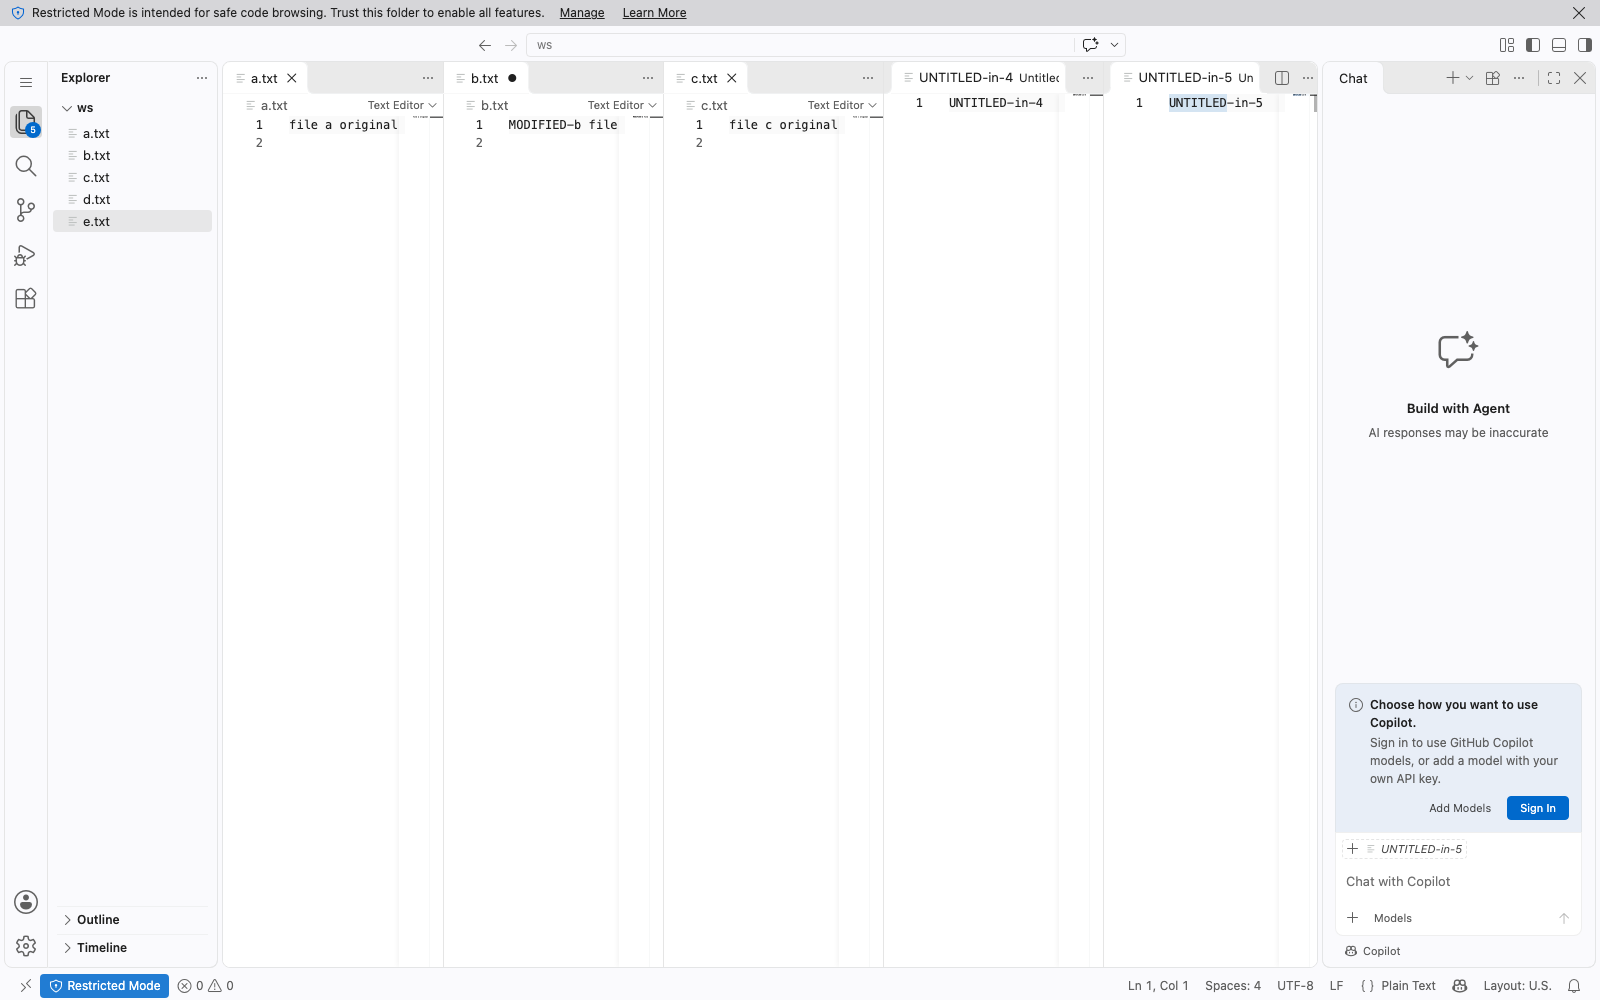 Restricted Mode is intended for safe code browsing. Trust this folder to enable all features. Manage Learn More
ws
Explorer
ws
a.txt
b.txt
c.txt
d.txt
e.txt
Outline
Timeline
5
a.txt
a.txt Text Editor
1 file a original
2
b.txt
b.txt Text Editor
1 MODIFIED-b file
2
c.txt
c.txt Text Editor
1 file c original
2
UNTITLED-in-4 Untitled
1 UNTITLED-in-4
UNTITLED-in-5 Un
1 UNTITLED-in-5
Chat
Build with Agent
AI responses may be inaccurate
Choose how you want to use
Copilot.
Sign in to use GitHub Copilot
models, or add a model with your
own API key.
Add Models Sign In
UNTITLED-in-5
Chat with Copilot
Models
Copilot
Restricted Mode 0 0 Ln 1, Col 1 Spaces: 4 UTF-8 LF { } Plain Text Layout: U.S.